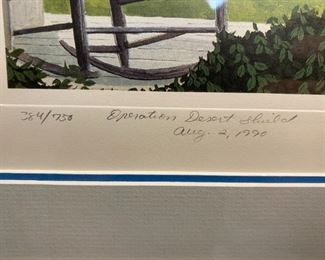 384/750 Operation Desert Shield
Aug. 2, 1990